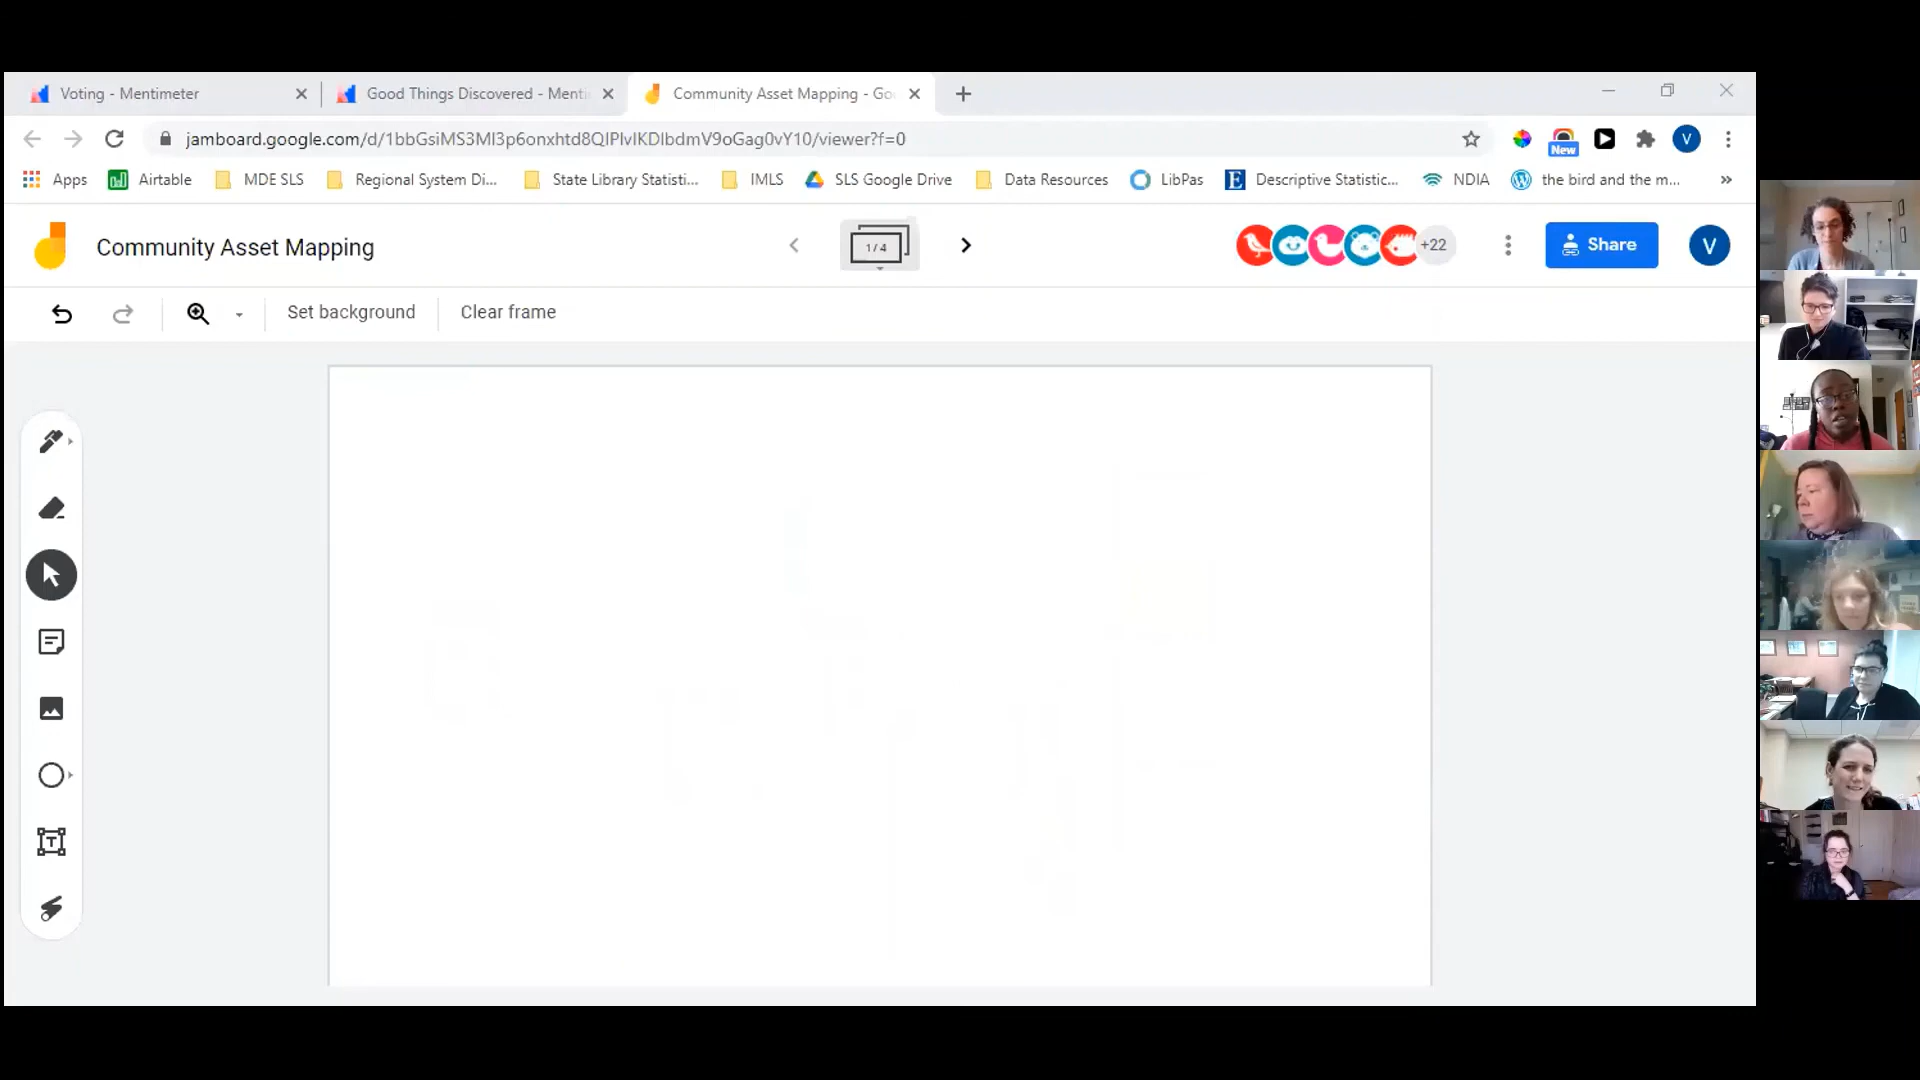 Voting - Mentimeter
Good Things Discovered - Menti
Community Asset Mapping - Go
jamboard.google.com/d/1bbGsiMS3MI3p6onxhtd8QIPlvlKDlbdmV9oGag0vY10/viewer?f=0
New
V
Apps
Airtable
MDE SLS
Regional System Di...
State Library Statisti...
IMLS
SLS Google Drive
Data Resources
LibPas
E
Descriptive Statistic...
NDIA
the bird and the m...
»
Community Asset Mapping
1 / 4
+22
Share
V
Set background
Clear frame